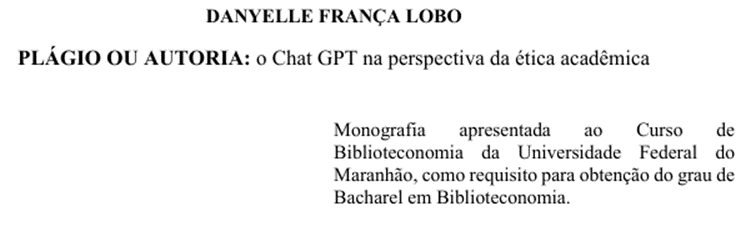 DANYELLE FRANÇA LOBO
PLÁGIO OU AUTORIA: o Chat GPT na perspectiva da ética acadêmica
Monografia apresentada ao Curso de
Biblioteconomia da Universidade Federal do
Maranhão, como requisito para obtenção do grau de
Bacharel em Biblioteconomia.